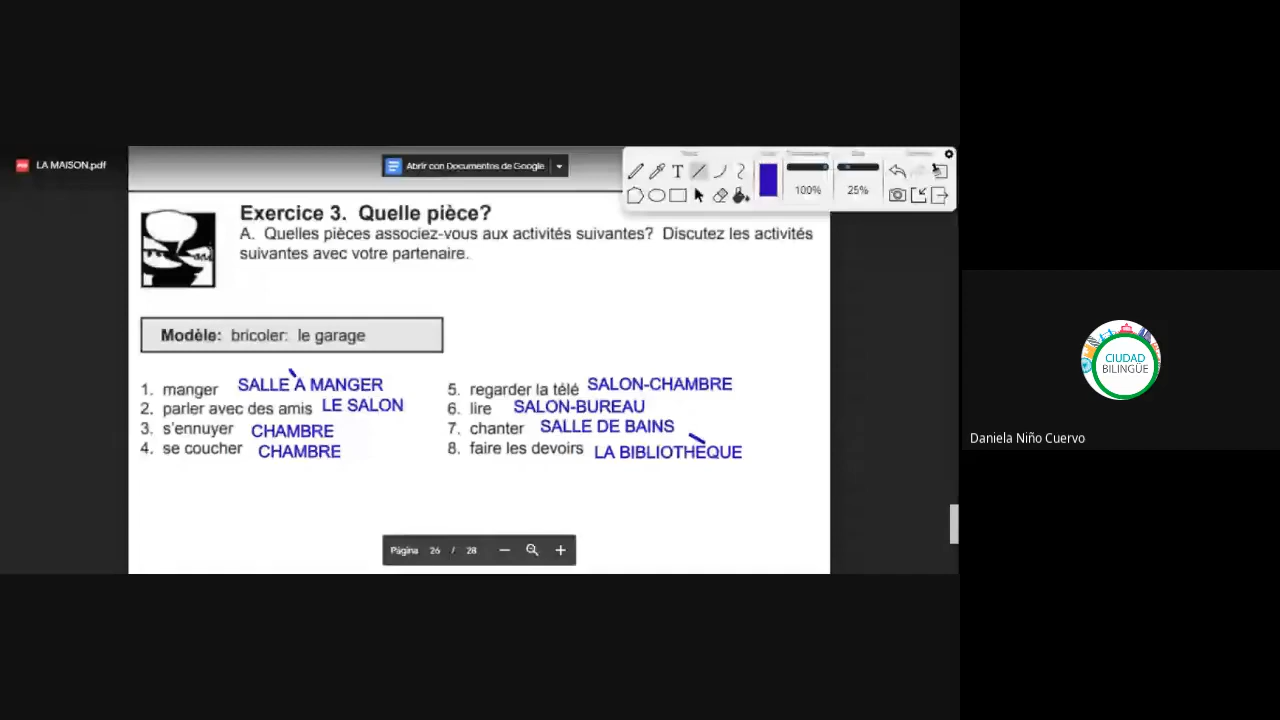 LA MAISON.pdf
Abrir con Documentos de Google
T
100%
25%
Exercice 3. Quelle pièce?
A. Quelles pièces associez-vous aux activités suivantes? Discutez les activités
suivantes avec votre partenaire.
Modèle: bricoler: le garage
1. manger SALLE À MANGER
2. parler avec des amis LE SALON
3. s'ennuyer CHAMBRE
4. se coucher CHAMBRE
5. regarder la télé SALON-CHAMBRE
6. lire SALON-BUREAU
7. chanter SALLE DE BAINS
8. faire les devoirs LA BIBLIOTHÈQUE
Página 26 / 28
CIUDAD
BILINGÜE
Daniela Niño Cuervo